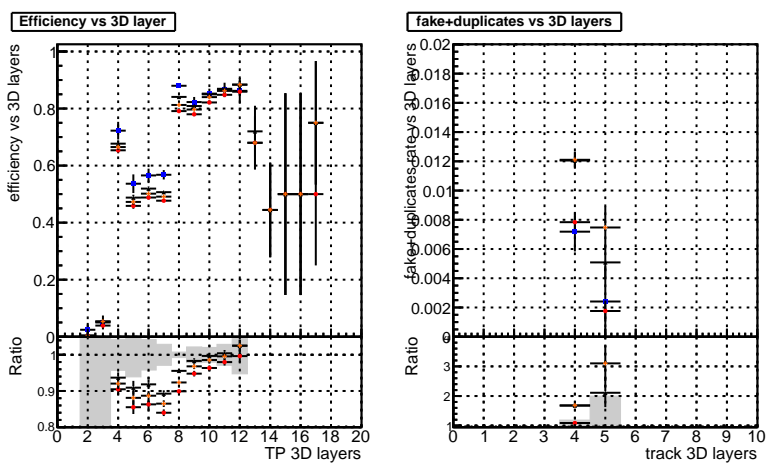 Efficiency vs 3D layer
efficiency vs 3D layers
1
0.8
0.6
0.4
0.2
0
Ratio
1
0.9
0.8
0 2 4 6 8 10 12 14 16 18 20
TP 3D layers
fake+duplicates vs 3D layers
fake+duplicates rate vs 3D layers
0.02
0.018
0.016
0.014
0.012
0.01
0.008
0.006
0.004
0.002
0
Ratio
3
2
1
0 1 2 3 4 5 6 7 8 9 10
track 3D layers